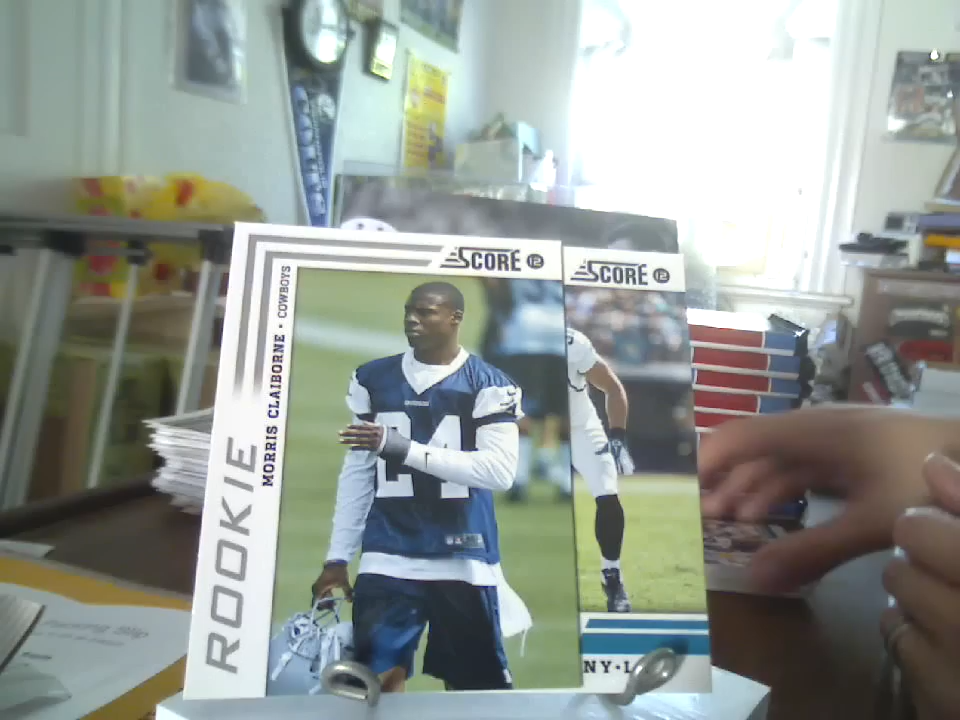 SCORE 12
SCORE 12
MORRIS CLAIBORNE • COWBOYS
ROOKIE
24
NY•L